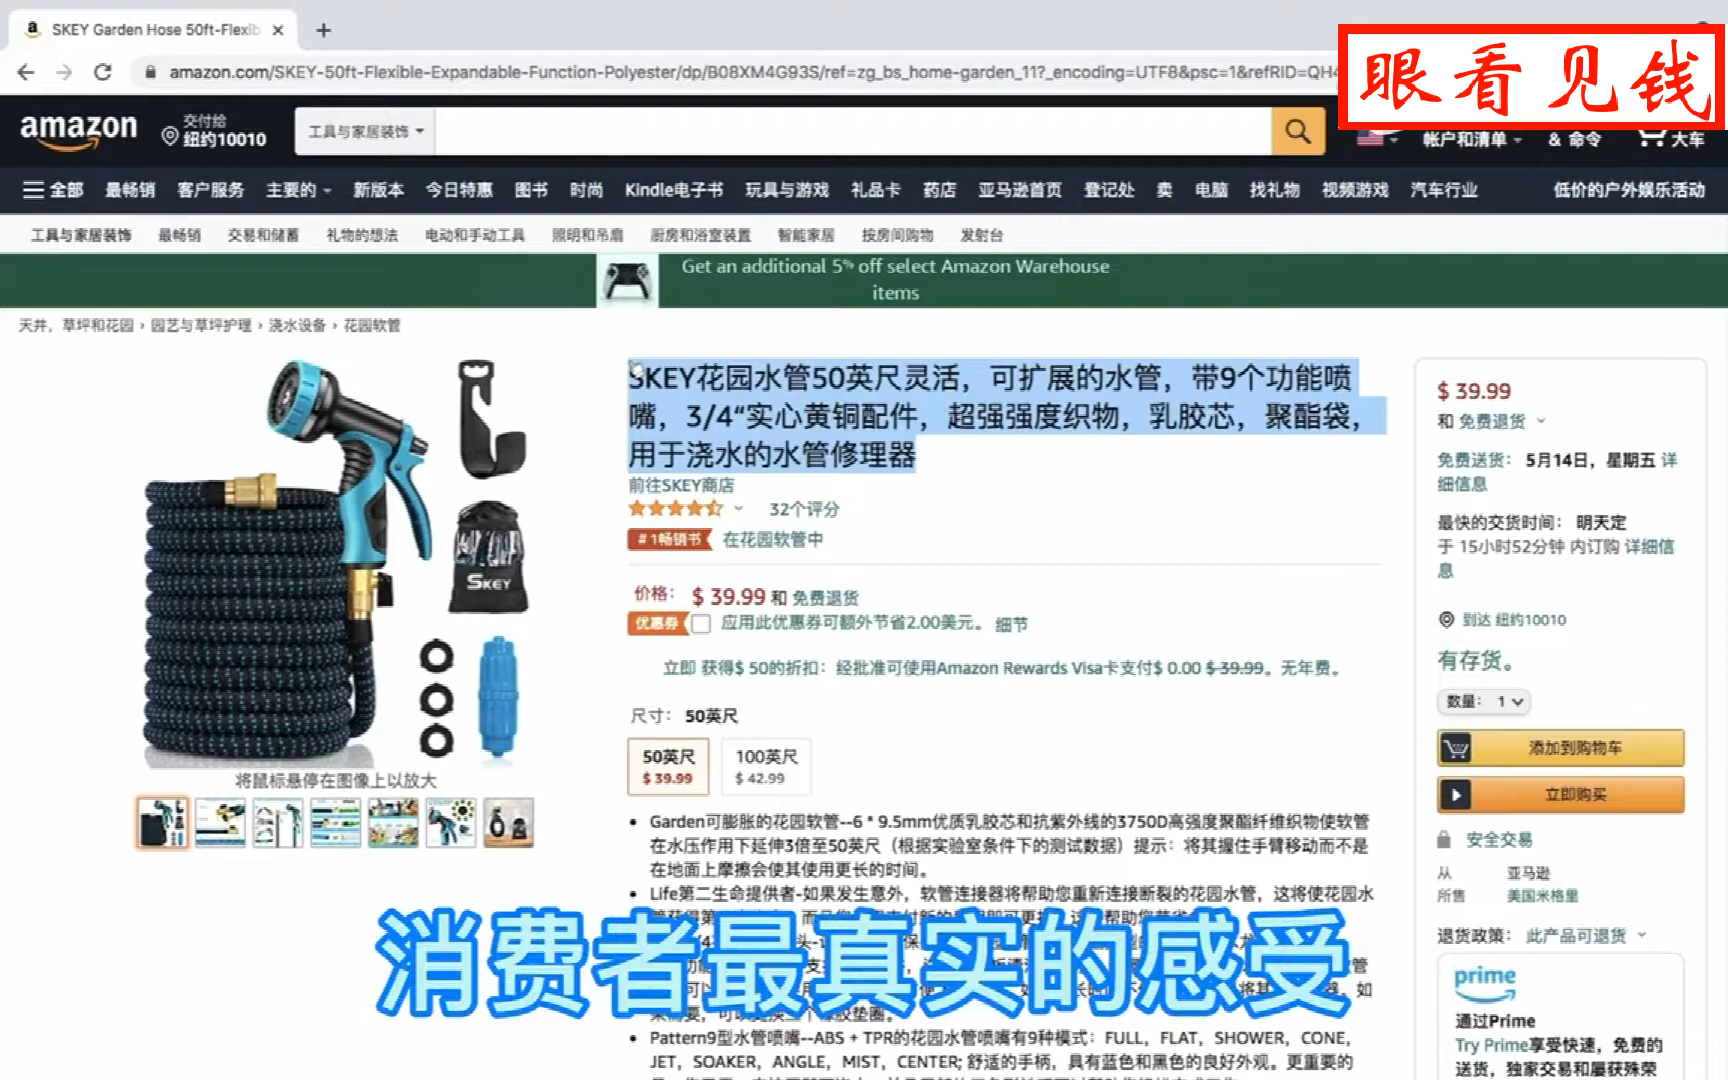 SKEY Garden Hose 50ft-Flexib
amazon.com/SKEY-50ft-Flexible-Expandable-Function-Polyester/dp/B08XM4G93S/ref=zg_bs_home-garden_11?_encoding=UTF8&psc=1&refRID=QH4
眼看见钱
amazon
交付给
纽约10010
工具与家居装饰
帐户和清单
& 命令
大车
全部 最畅销 客户服务 主要的 新版本 今日特惠 图书 时尚 Kindle电子书 玩具与游戏 礼品卡 药店 亚马逊首页 登记处 卖 电脑 找礼物 视频游戏 汽车行业 低价的户外娱乐活动
工具与家居装饰 最畅销 交易和储蓄 礼物的想法 电动和手动工具 照明和吊扇 厨房和浴室装置 智能家居 按房间购物 发射台
Get an additional 5% off select Amazon Warehouse
items
天井，草坪和花园 › 园艺与草坪护理 › 浇水设备 › 花园软管
SKEY花园水管50英尺灵活，可扩展的水管，带9个功能喷
嘴，3/4“实心黄铜配件，超强强度织物，乳胶芯，聚酯袋，
用于浇水的水管修理器
前往SKEY商店
32个评分
#1畅销书 在花园软管中
价格： $ 39.99 和 免费退货
优惠券 应用此优惠券可额外节省2.00美元。 细节
立即 获得$ 50的折扣：经批准可使用Amazon Rewards Visa卡支付$ 0.00 $ 39.99。无年费。
尺寸： 50英尺
50英尺
$ 39.99
100英尺
$ 42.99
SKEY
将鼠标悬停在图像上以放大
Garden可膨胀的花园软管--6 * 9.5mm优质乳胶芯和抗紫外线的3750D高强度聚酯纤维织物使软管
在水压作用下延伸3倍至50英尺（根据实验室条件下的测试数据）提示：将其握住手臂移动而不是
在地面上摩擦会使其使用更长的时间。
Life第二生命提供者-如果发生意外，软管连接器将帮助您重新连接断裂的花园水管，这将使花园水
消费者最真实的感受
Pattern9型水管喷嘴--ABS + TPR的花园水管喷嘴有9种模式：FULL，FLAT，SHOWER，CONE，
JET，SOAKER，ANGLE，MIST，CENTER; 舒适的手柄，具有蓝色和黑色的良好外观。更重要的
$ 39.99
和 免费退货
免费送货： 5月14日，星期五 详
细信息
最快的交货时间： 明天定
于 15小时52分钟 内订购 详细信
息
到达 纽约10010
有存货。
数量： 1
添加到购物车
立即购买
安全交易
从 亚马逊
所售 美国米格里
退货政策： 此产品可退货
prime
通过Prime
Try Prime享受快速，免费的
送货，独家交易和屡获殊荣